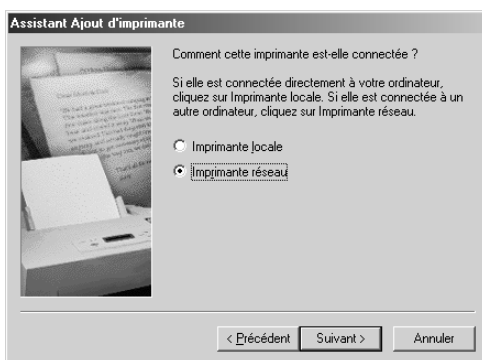 Assistant Ajout d'imprimante
Comment cette imprimante est-elle connectée ?
Si elle est connectée directement à votre ordinateur,
cliquez sur Imprimante locale. Si elle est connectée à un
autre ordinateur, cliquez sur Imprimante réseau.
Imprimante locale
Imprimante réseau
< Précédent
Suivant >
Annuler